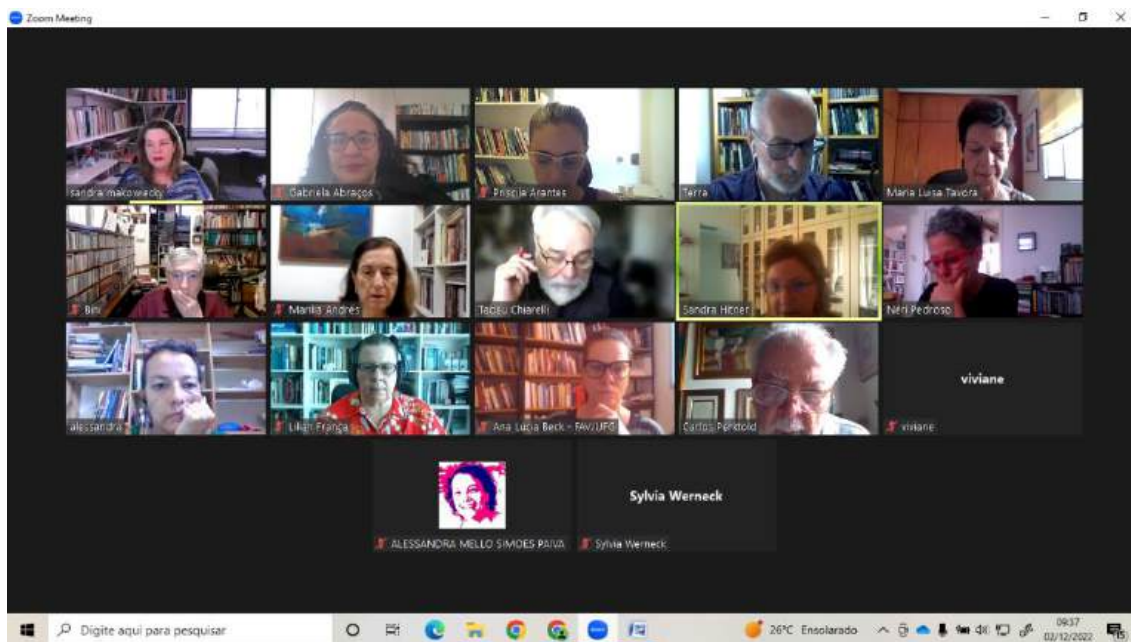 Zoom Meeting
sandra makowiecky
Gabriela Abraços
Priscila Arantes
Terra
Maria Luisa Tavora
Bini
Marilia Andrés
Tadeu Chiarelli
Sandra Hitner
Neri Pedroso
alessandra
Lilian França
Ana Lucia Beck - FAV/UFG
Carlos Perktold
viviane
viviane
ALESSANDRA MELLO SIMOES PAIVA
Sylvia Werneck
Sylvia Werneck
Digite aqui para pesquisar
26°C Ensolarado
09:37
02/12/2022
15